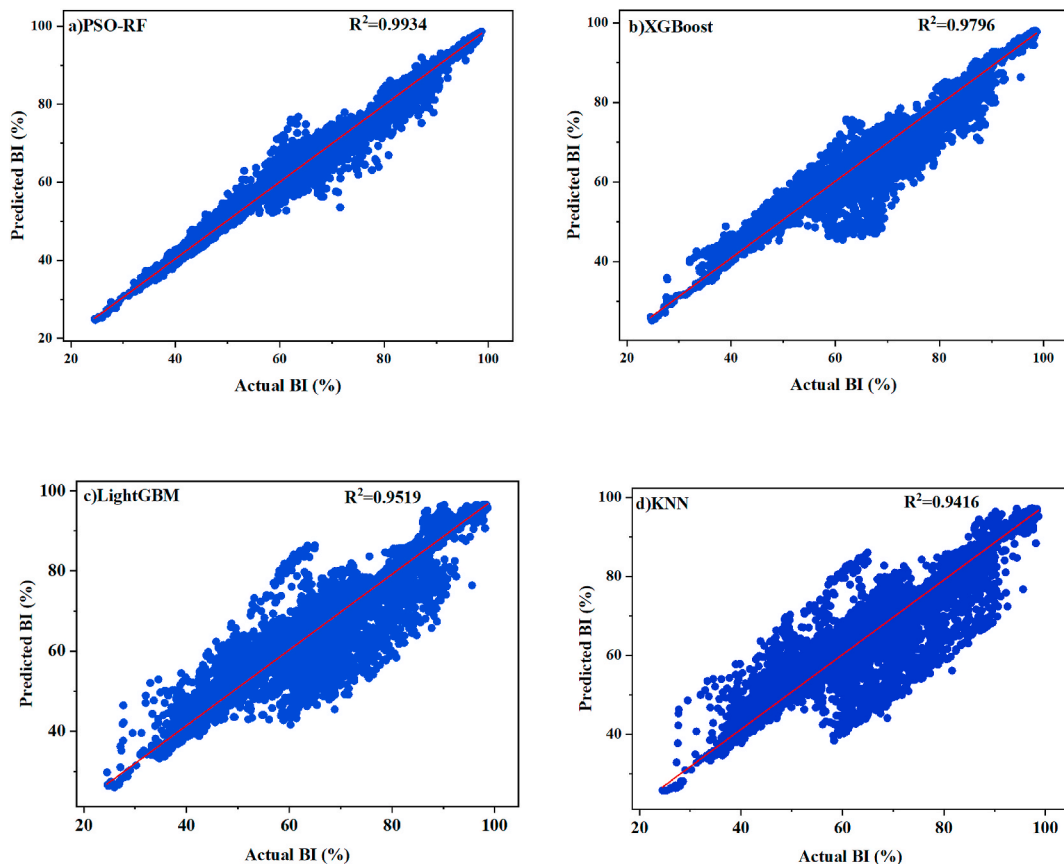 a)PSO-RF
R²=0.9934
100
80
60
40
20
20
40
60
80
100
Predicted BI (%)
Actual BI (%)
b)XGBoost
R²=0.9796
100
80
60
40
20
40
60
80
100
Predicted BI (%)
Actual BI (%)
c)LightGBM
R²=0.9519
100
80
60
40
20
40
60
80
100
Predicted BI (%)
Actual BI (%)
d)KNN
R²=0.9416
100
80
60
40
20
40
60
80
100
Predicted BI (%)
Actual BI (%)